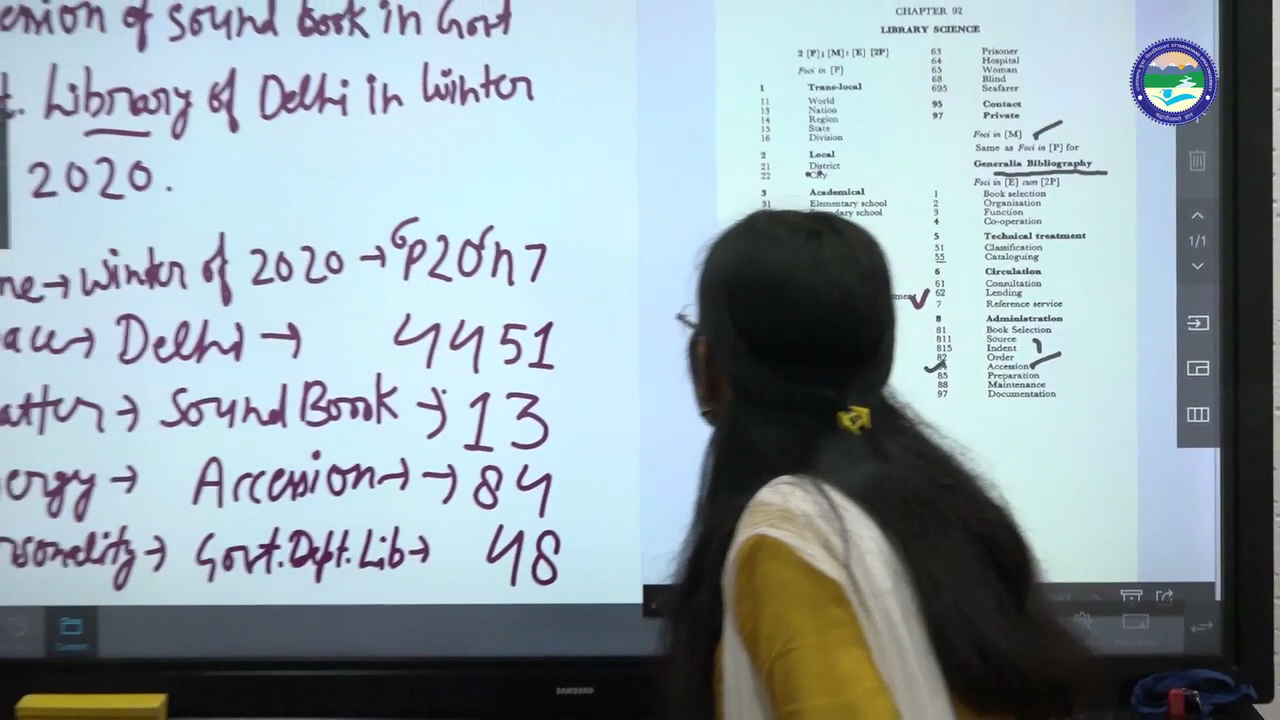 ension of Sound Book in Govt
t. Library of Delhi in Winter
2020.
me → Winter of 2020 → P20n7
ace → Delhi → 4451
atter → Sound Book → ; 13
ergy → Accession → → 84
rsonality → Govt. Dept. Lib → 48
CHAPTER 92
LIBRARY SCIENCE
2 [P] ; [M] : [E] [2P]
Foci in [P]
1 Trans-local
11 World
13 Nation
14 Region
15 State
16 Division
2 Local
21 District
22 City
3 Academical
31 Elementary school
school
63 Prisoner
64 Hospital
65 Woman
68 Blind
695 Seafarer
95 Contact
97 Private
Foci in [M]
Same as Foci in [P] for
Generalia Bibliography
Foci in [E] cum [2P]
1 Book selection
2 Organisation
3 Function
4 Co-operation
5 Technical treatment
51 Classification
55 Cataloguing
6 Circulation
61 Consultation
62 Lending
7 Reference service
8 Administration
81 Book Selection
811 Source
815 Indent
82 Order
84 Accession
85 Preparation
88 Maintenance
97 Documentation
1/1
SAMSUNG